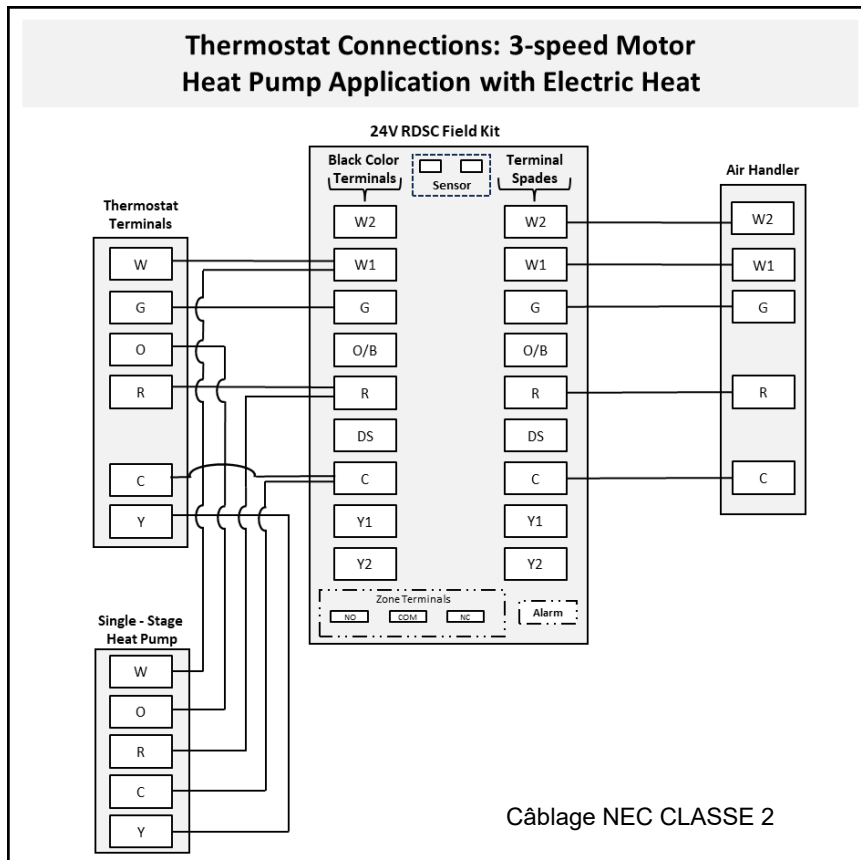 Thermostat Connections: 3-speed Motor
Heat Pump Application with Electric Heat
24V RDSC Field Kit
Black Color
Terminals
Sensor
Terminal
Spades
Air Handler
Thermostat
Terminals
W
G
O
R
C
Y
W2
W1
G
O/B
R
DS
C
Y1
Y2
W2
W1
G
O/B
R
DS
C
Y1
Y2
W2
W1
G
R
C
Zone Terminals
NO COM NC
Alarm
Single - Stage
Heat Pump
W
O
R
C
Y
Câblage NEC CLASSE 2